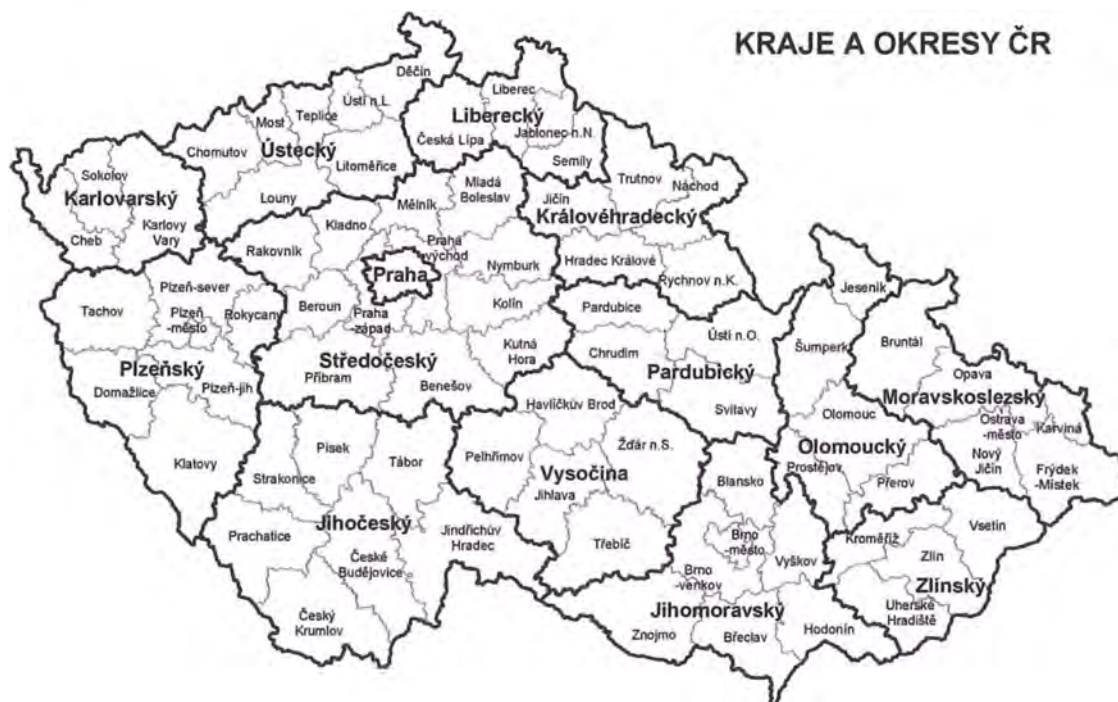 KRAJE A OKRESY ČR
Děčín
Liberec
Ústí n.L.
Teplice
Most
Liberecký
Jablonec n.N.
Česká Lípa
Chomutov
Ústecký
Litoměřice
Semily
Sokolov
Trutnov
Náchod
Karlovarský
Louny
Mladá
Boleslav
Jičín
Mělník
Královéhradecký
Karlovy
Vary
Cheb
Kladno
Rakovník
Praha
-východ
Nymburk
Hradec Králové
Rychnov n.K.
Praha
Jeseník
Plzeň-sever
Tachov
Plzeň
-město
Rokycany
Beroun
Praha
-západ
Kolín
Pardubice
Ústí n.O.
Šumperk
Bruntál
Kutná
Hora
Chrudim
Středočeský
Příbram
Benešov
Pardubický
Opava
Plzeňský
Domažlice
Plzeň-jih
Moravskoslezský
Ostrava
-město
Karviná
Havlíčkův Brod
Svitavy
Olomouc
Olomoucký
Písek
Tábor
Pelhřimov
Žďár n.S.
Nový
Jičín
Frýdek
-Místek
Klatovy
Strakonice
Vysočina
Jihlava
Prostějov
Přerov
Blansko
Jihočeský
Prachatice
Jindřichův
Hradec
Třebíč
Brno
-město
Vyškov
Kroměříž
Vsetín
Zlín
České
Budějovice
Brno
-venkov
Zlínský
Jihomoravský
Uherské
Hradiště
Český
Krumlov
Znojmo
Břeclav
Hodonín